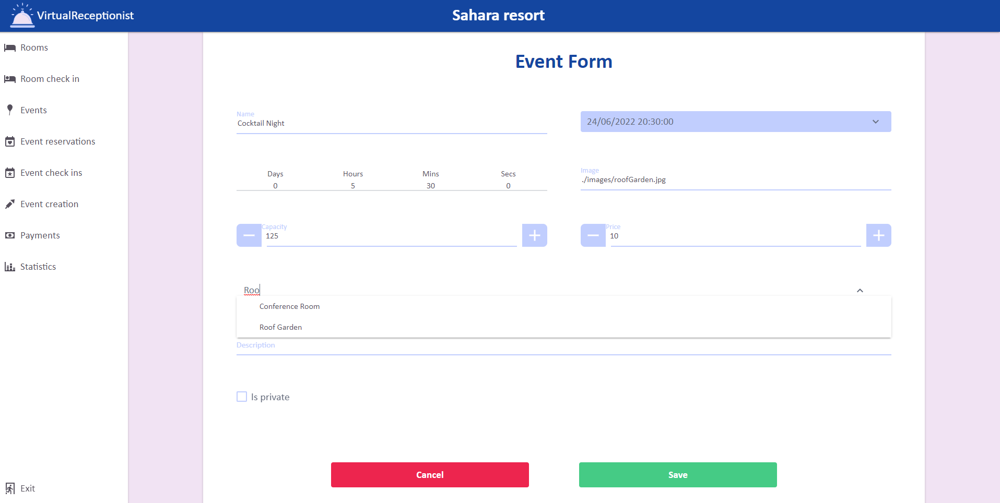 VirtualReceptionist
Sahara resort
Rooms
Room check in
Events
Event reservations
Event check ins
Event creation
Payments
Statistics
Exit
Event Form
Name
Cocktail Night
24/06/2022 20:30:00
Days Hours Mins Secs
0 5 30 0
Image
./images/roofGarden.jpg
Capacity
125
Price
10
Roo
Conference Room
Roof Garden
Description
Is private
Cancel
Save